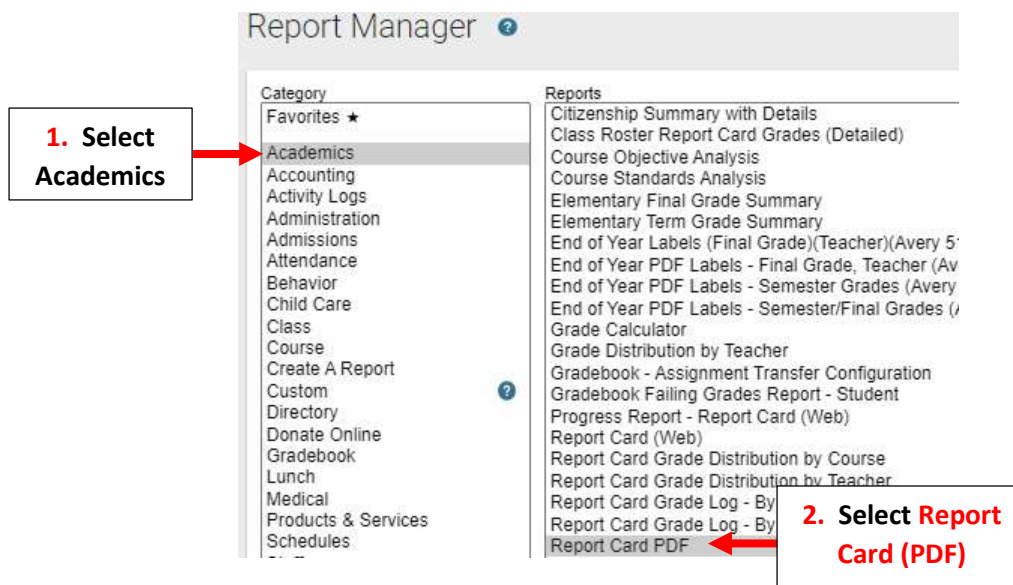 Report Manager ?
1. Select
Academics
Category
Favorites ★
Academics
Accounting
Activity Logs
Administration
Admissions
Attendance
Behavior
Child Care
Class
Course
Create A Report
Custom ?
Directory
Donate Online
Gradebook
Lunch
Medical
Products & Services
Schedules
Reports
Citizenship Summary with Details
Class Roster Report Card Grades (Detailed)
Course Objective Analysis
Course Standards Analysis
Elementary Final Grade Summary
Elementary Term Grade Summary
End of Year Labels (Final Grade)(Teacher)(Avery 5
End of Year PDF Labels - Final Grade, Teacher (Av
End of Year PDF Labels - Semester Grades (Avery
End of Year PDF Labels - Semester/Final Grades (
Grade Calculator
Grade Distribution by Teacher
Gradebook - Assignment Transfer Configuration
Gradebook Failing Grades Report - Student
Progress Report - Report Card (Web)
Report Card (Web)
Report Card Grade Distribution by Course
Report Card Grade Distribution by Teacher
Report Card Grade Log - By
Report Card Grade Log - By
Report Card PDF
2. Select Report
Card (PDF)